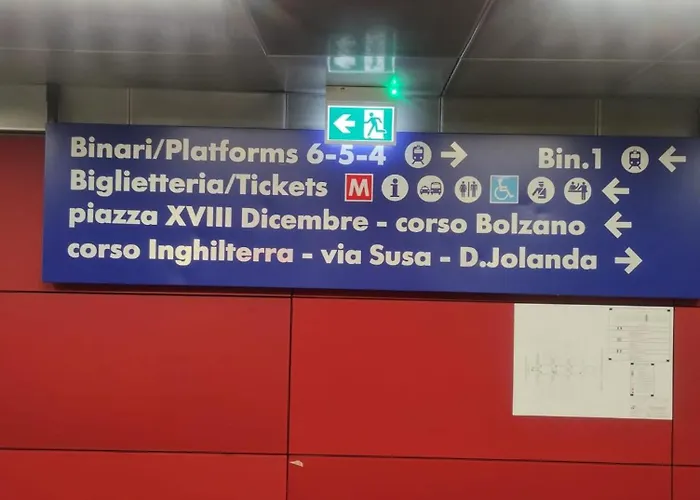 Binari/Platforms 6-5-4 Bin.1
Biglietteria/Tickets M i
piazza XVIII Dicembre - corso Bolzano
corso Inghilterra - via Susa - D.Jolanda